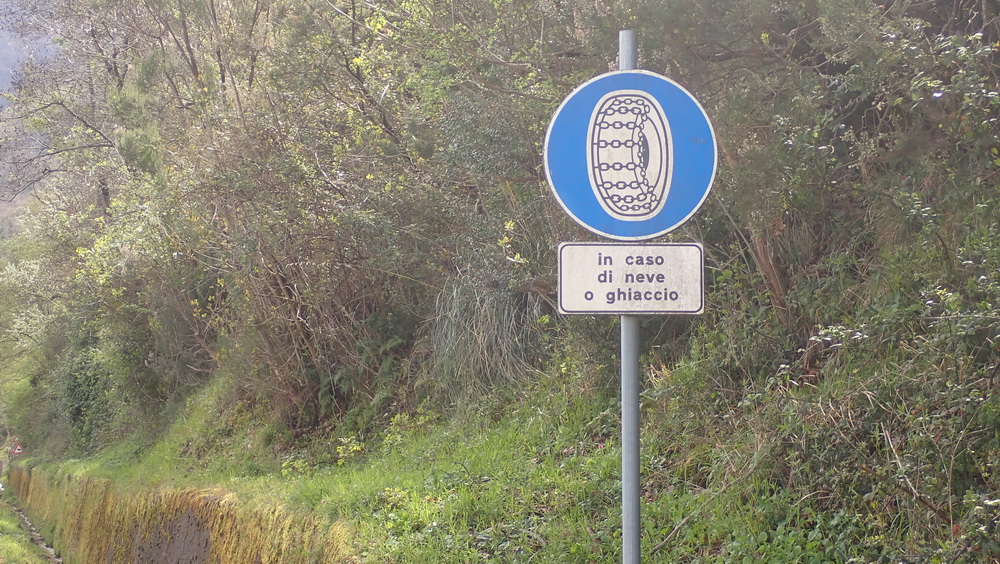 in caso
di neve
o ghiaccio